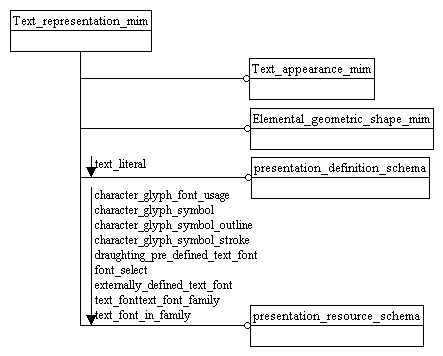 Text_representation_mim
Text_appearance_mim
Elemental_geometric_shape_mim
text_literal
presentation_definition_schema
character_glyph_font_usage
character_glyph_symbol
character_glyph_symbol_outline
character_glyph_symbol_stroke
draughting_pre_defined_text_font
font_select
externally_defined_text_font
text_fonttext_font_family
text_font_in_family
presentation_resource_schema